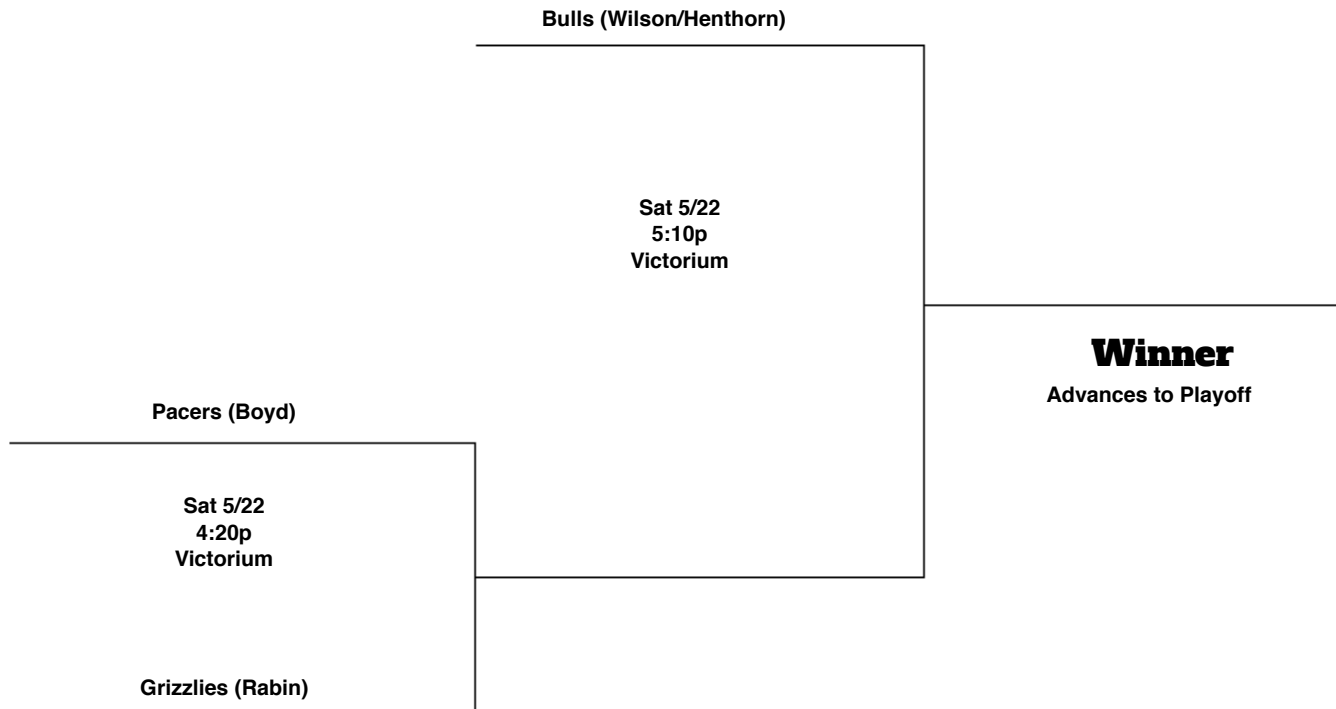 Bulls (Wilson/Henthorn)
Sat 5/22
5:10p
Victorium
Winner
Advances to Playoff
Pacers (Boyd)
Sat 5/22
4:20p
Victorium
Grizzlies (Rabin)